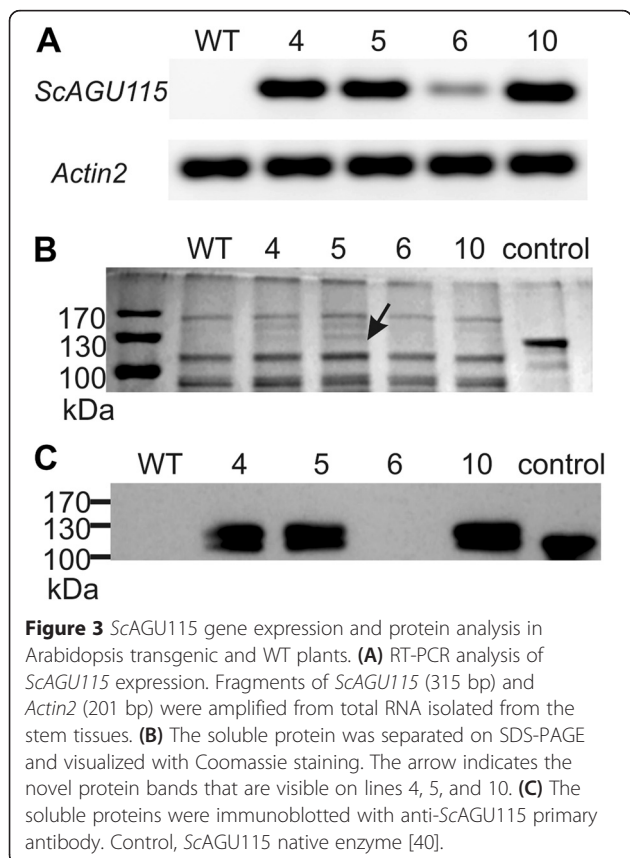 A WT 4 5 6 10
ScAGU115
Actin2
B WT 4 5 6 10 control
170
130
100
kDa
C WT 4 5 6 10 control
170
130
100
kDa
Figure 3 ScAGU115 gene expression and protein analysis in
Arabidopsis transgenic and WT plants. (A) RT-PCR analysis of
ScAGU115 expression. Fragments of ScAGU115 (315 bp) and
Actin2 (201 bp) were amplified from total RNA isolated from the
stem tissues. (B) The soluble protein was separated on SDS-PAGE
and visualized with Coomassie staining. The arrow indicates the
novel protein bands that are visible on lines 4, 5, and 10. (C) The
soluble proteins were immunoblotted with anti-ScAGU115 primary
antibody. Control, ScAGU115 native enzyme [40].